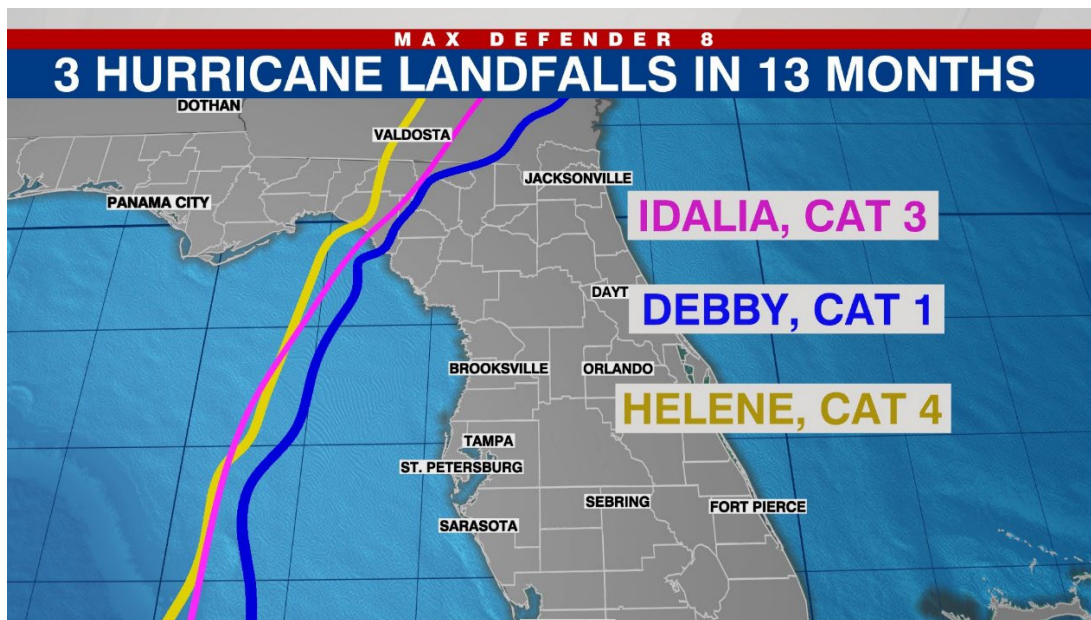 MAX DEFENDER 8
3 HURRICANE LANDFALLS IN 13 MONTHS
DOTHAN
VALDOSTA
JACKSONVILLE
PANAMA CITY
IDALIA, CAT 3
DAYT
DEBBY, CAT 1
BROOKSVILLE
ORLANDO
HELENE, CAT 4
TAMPA
ST. PETERSBURG
SEBRING
FORT PIERCE
SARASOTA